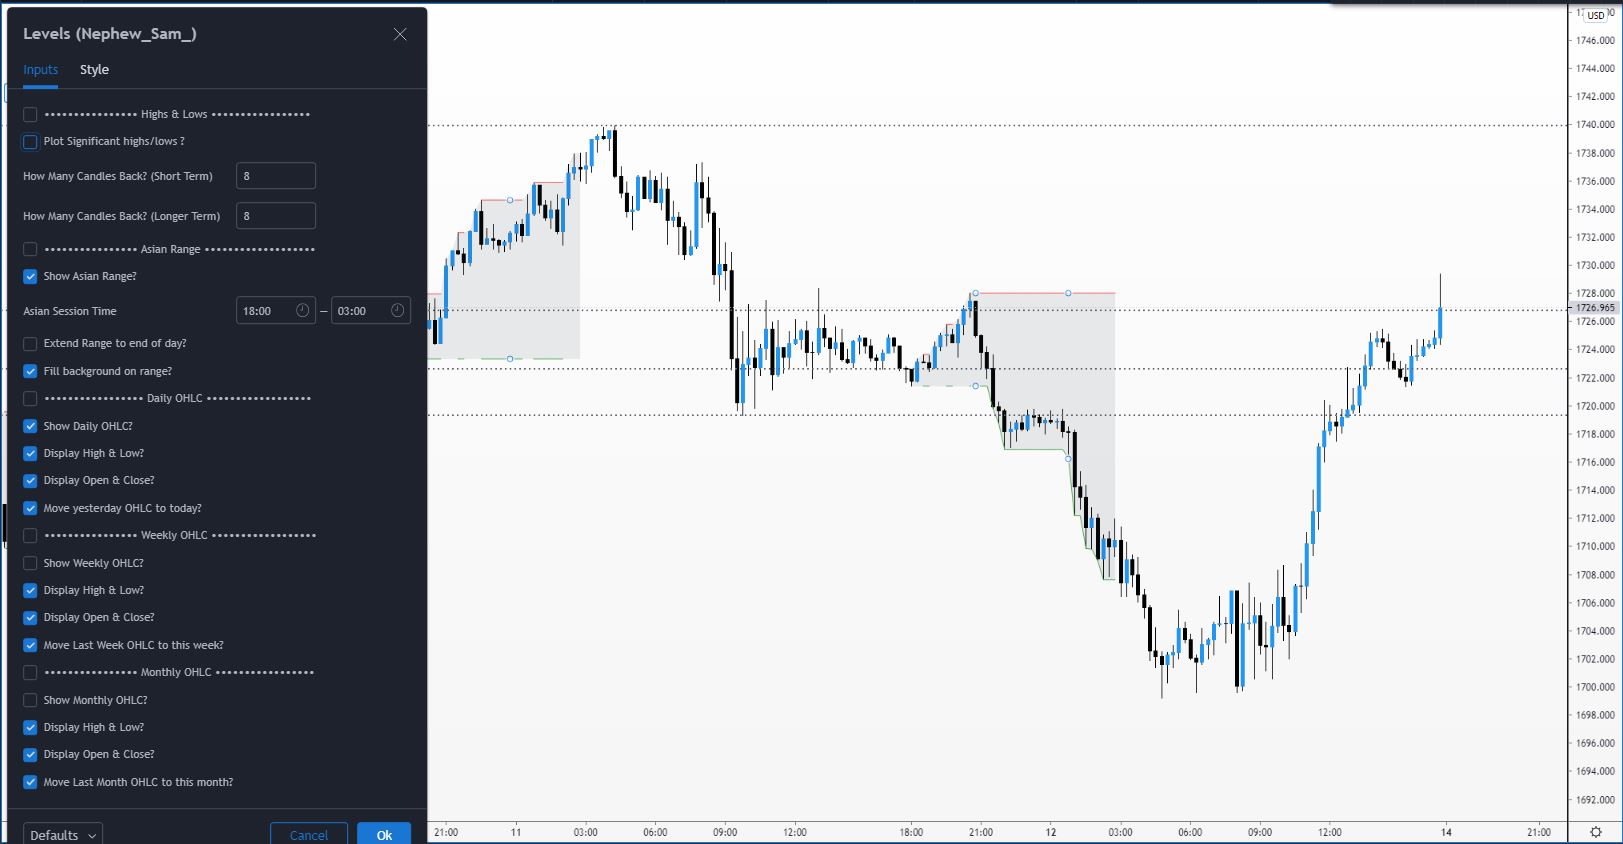 Levels (Nephew_Sam_)
Inputs Style
•••••••••••••••• Highs & Lows •••••••••••••••••
Plot Significant highs/lows ?
How Many Candles Back? (Short Term) 8
How Many Candles Back? (Longer Term) 8
•••••••••••••••• Asian Range •••••••••••••••••••
Show Asian Range?
Asian Session Time 18:00 – 03:00
Extend Range to end of day?
Fill background on range?
••••••••••••••••• Daily OHLC ••••••••••••••••••
Show Daily OHLC?
Display High & Low?
Display Open & Close?
Move yesterday OHLC to today?
•••••••••••••••• Weekly OHLC ••••••••••••••••••
Show Weekly OHLC?
Display High & Low?
Display Open & Close?
Move Last Week OHLC to this week?
•••••••••••••••• Monthly OHLC •••••••••••••••••
Show Monthly OHLC?
Display High & Low?
Display Open & Close?
Move Last Month OHLC to this month?
Defaults Cancel Ok
USD
1746.000
1744.000
1742.000
1740.000
1738.000
1736.000
1734.000
1732.000
1730.000
1728.000
1726.965
1726.000
1724.000
1722.000
1720.000
1718.000
1716.000
1714.000
1712.000
1710.000
1708.000
1706.000
1704.000
1702.000
1700.000
1698.000
1696.000
1694.000
1692.000
21:00 11 03:00 06:00 09:00 12:00 18:00 21:00 12 03:00 06:00 09:00 12:00 14 21:00